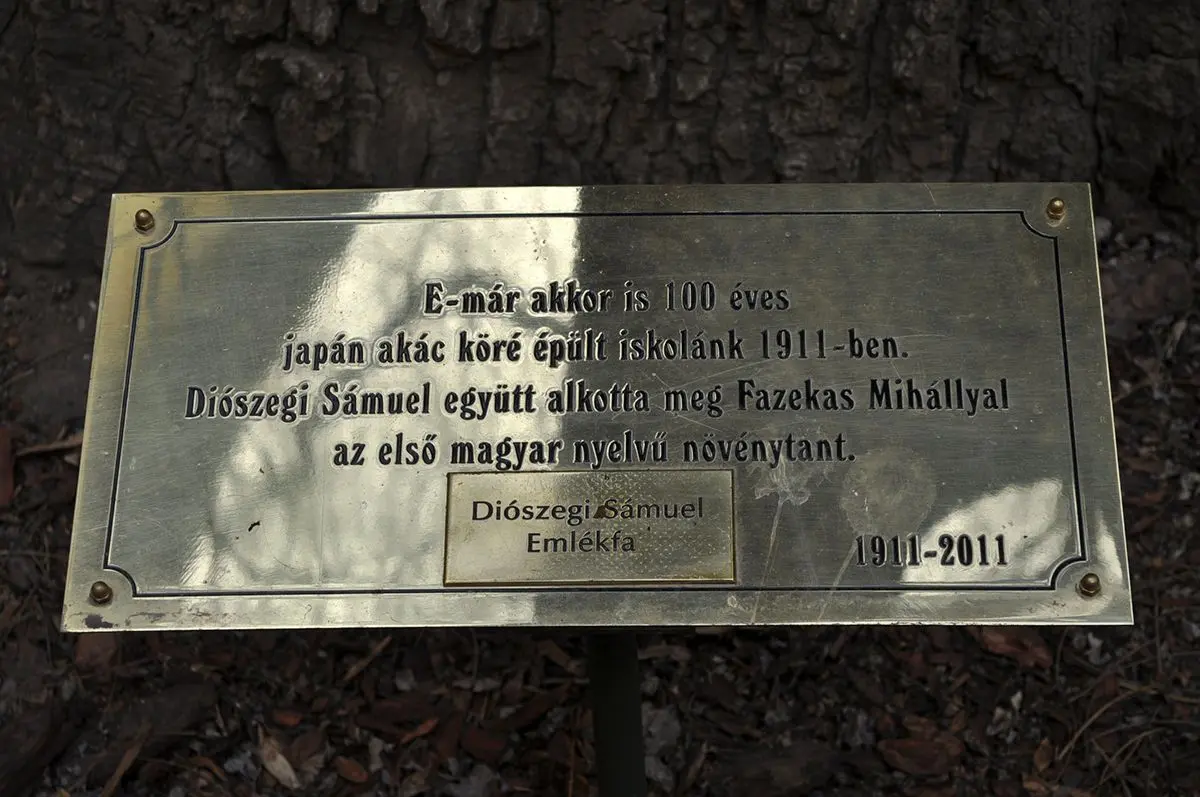 E-már akkor is 100 éves
japán akác köré épült iskolánk 1911-ben.
Diószegi Sámuel együtt alkotta meg Fazekas Mihállyal
az első magyar nyelvű növénytant.
Diószegi Sámuel
Emlékfa
1911-2011